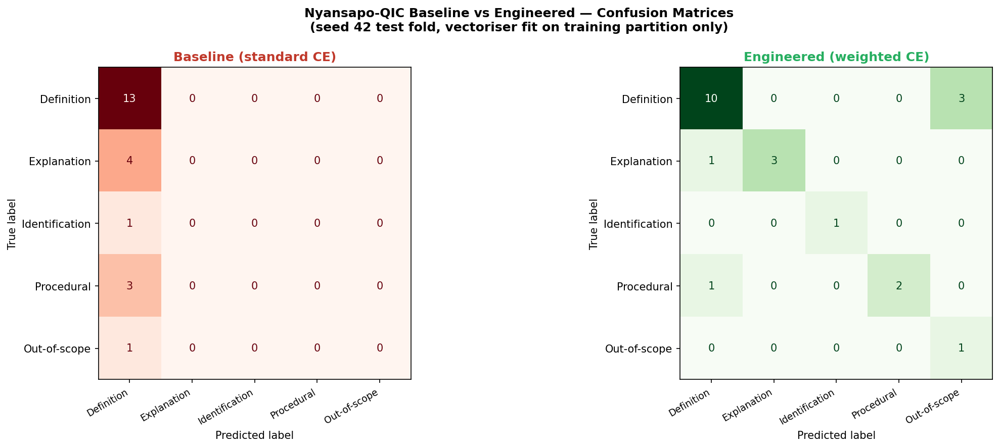 Nyansapo-QIC Baseline vs Engineered — Confusion Matrices
(seed 42 test fold, vectoriser fit on training partition only)
Baseline (standard CE)
True label
Definition 13 0 0 0 0
Explanation 4 0 0 0 0
Identification 1 0 0 0 0
Procedural 3 0 0 0 0
Out-of-scope 1 0 0 0 0
Definition Explanation Identification Procedural Out-of-scope
Predicted label
Engineered (weighted CE)
True label
Definition 10 0 0 0 3
Explanation 1 3 0 0 0
Identification 0 0 1 0 0
Procedural 1 0 0 2 0
Out-of-scope 0 0 0 0 1
Definition Explanation Identification Procedural Out-of-scope
Predicted label